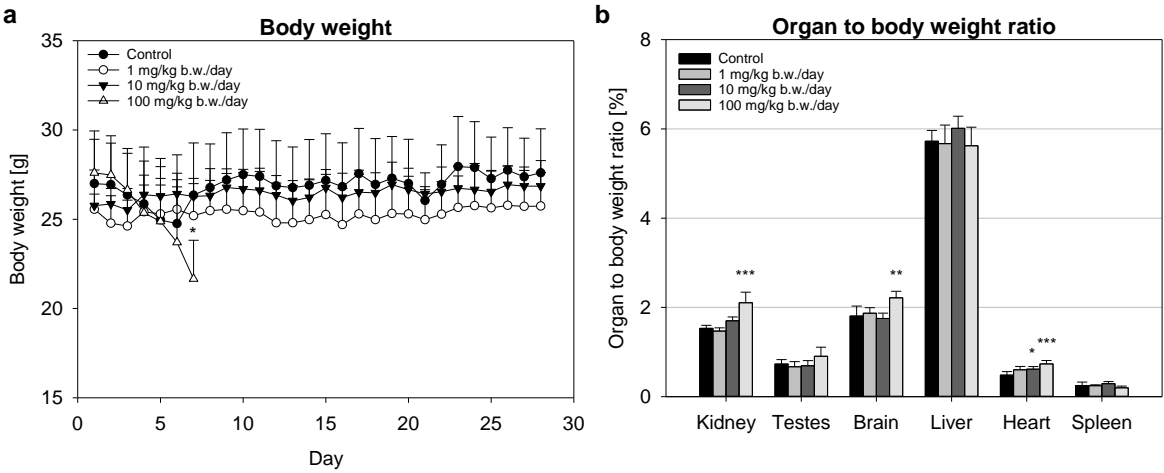 a
Body weight
35
30
25
20
15
Body weight [g]
Control
1 mg/kg b.w./day
10 mg/kg b.w./day
100 mg/kg b.w./day
*
0
5
10
15
20
25
30
Day
b
Organ to body weight ratio
8
6
4
2
0
Organ to body weight ratio [%]
Control
1 mg/kg b.w./day
10 mg/kg b.w./day
100 mg/kg b.w./day
***
**
*
***
Kidney
Testes
Brain
Liver
Heart
Spleen